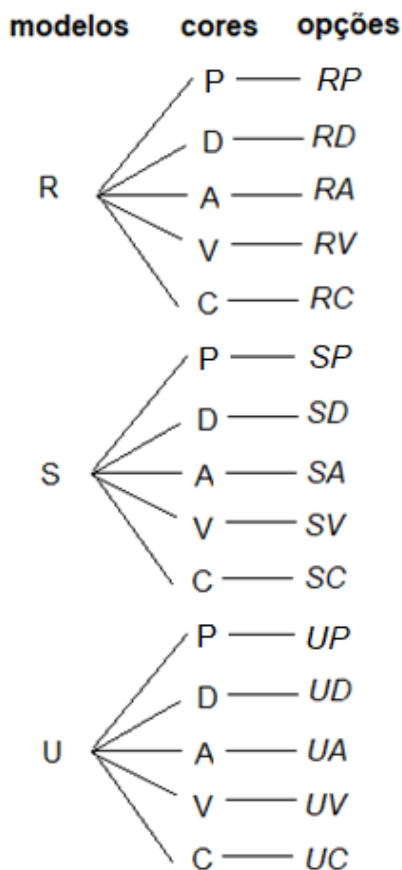 modelos cores opções
P RP
D RD
R A RA
V RV
C RC
P SP
D SD
S A SA
V SV
C SC
P UP
D UD
U A UA
V UV
C UC